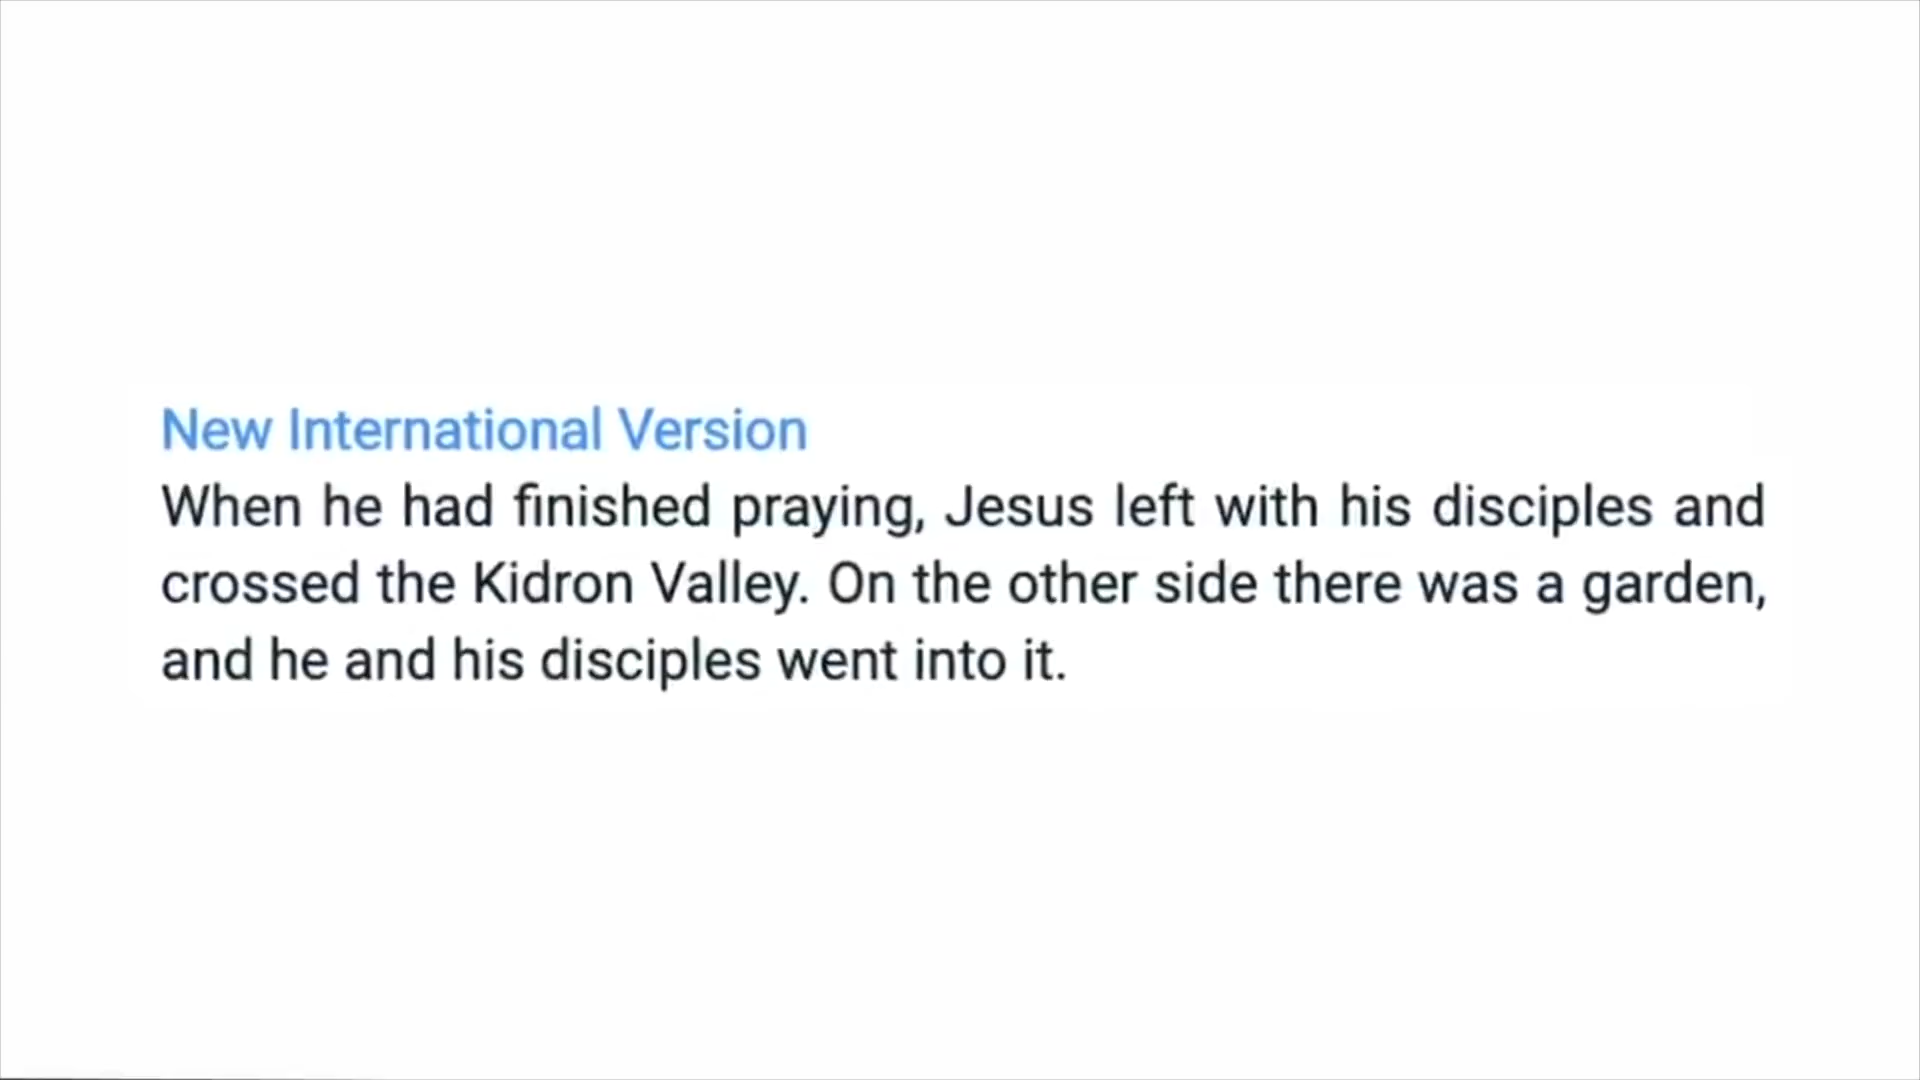 New International Version
When he had finished praying, Jesus left with his disciples and
crossed the Kidron Valley. On the other side there was a garden,
and he and his disciples went into it.